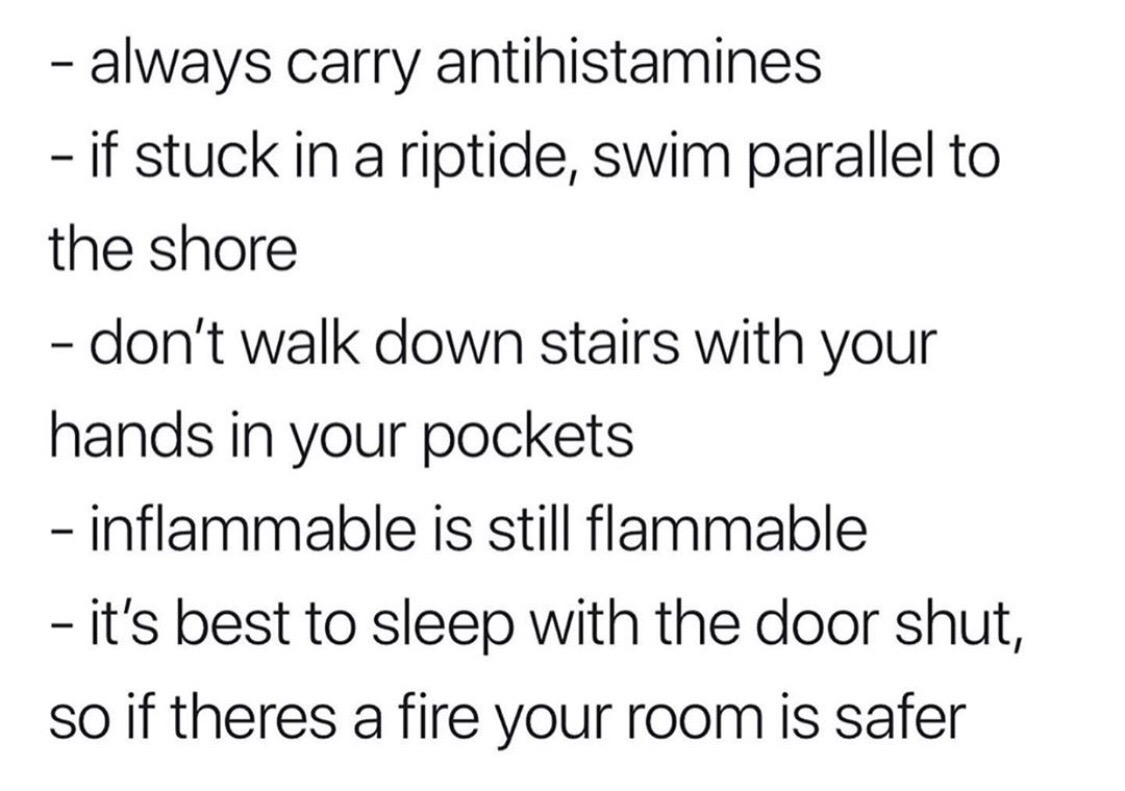 - always carry antihistamines
- if stuck in a riptide, swim parallel to
the shore
- don’t walk down stairs with your
hands in your pockets
- inflammable is still flammable
- it’s best to sleep with the door shut,
so if theres a fire your room is safer